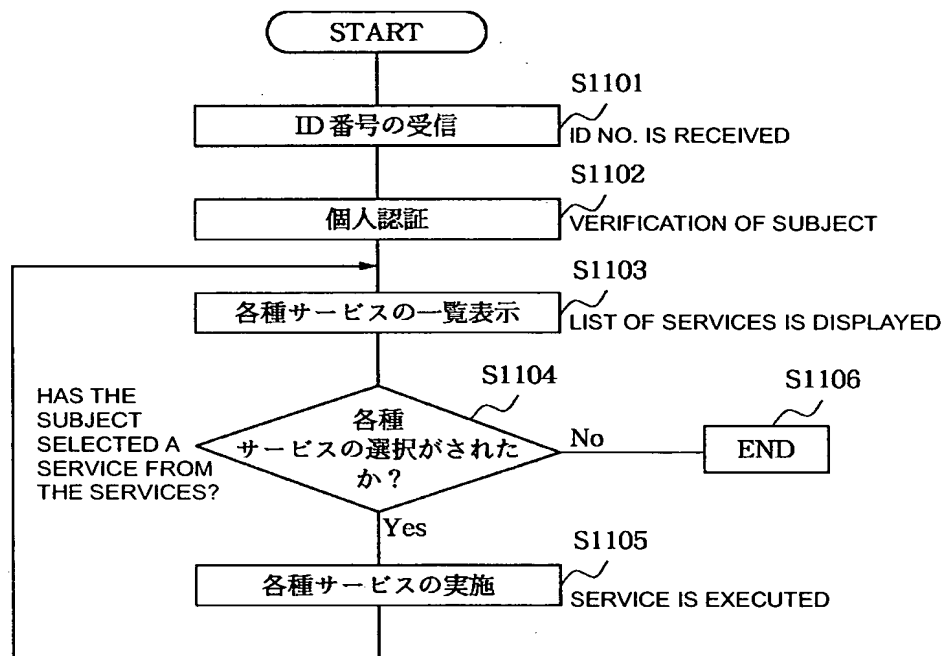 START
S1101
ID 番号の受信
ID NO. IS RECEIVED
S1102
個人認証
VERIFICATION OF SUBJECT
S1103
各種サービスの一覧表示
LIST OF SERVICES IS DISPLAYED
S1104
HAS THE
SUBJECT
SELECTED A
SERVICE FROM
THE SERVICES?
各種
サービスの選択がされた
か？
No
S1106
END
Yes
S1105
各種サービスの実施
SERVICE IS EXECUTED